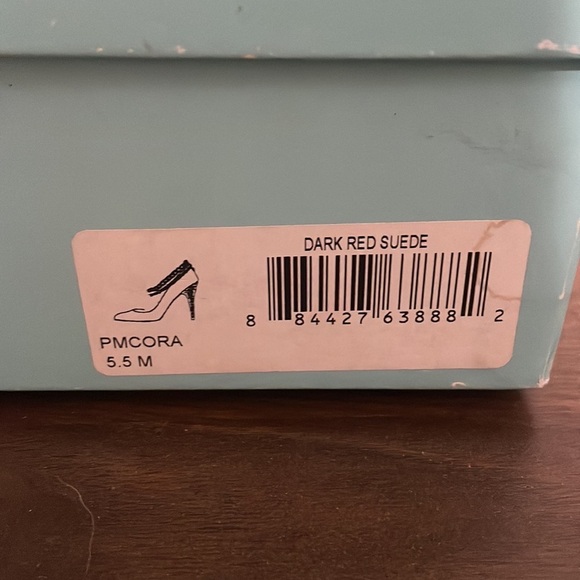 DARK RED SUEDE
8 84427 63888 2
PMCORA
5.5 M